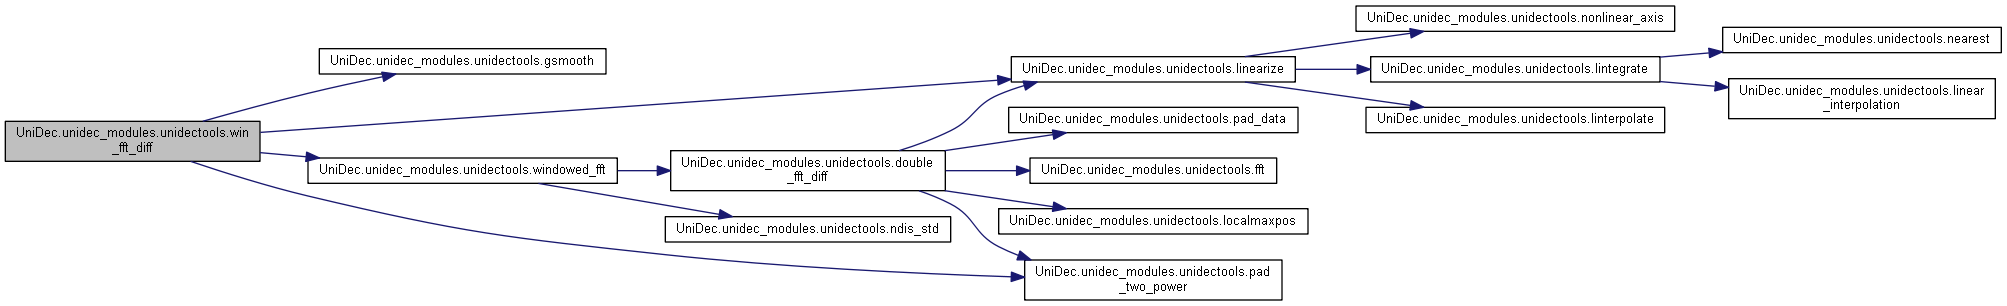 UniDec.unidec_modules.unidectools.win
_fft_diff
UniDec.unidec_modules.unidectools.gsmooth
UniDec.unidec_modules.unidectools.windowed_fft
UniDec.unidec_modules.unidectools.double
_fft_diff
UniDec.unidec_modules.unidectools.ndis_std
UniDec.unidec_modules.unidectools.linearize
UniDec.unidec_modules.unidectools.pad_data
UniDec.unidec_modules.unidectools.fft
UniDec.unidec_modules.unidectools.localmaxpos
UniDec.unidec_modules.unidectools.pad
_two_power
UniDec.unidec_modules.unidectools.nonlinear_axis
UniDec.unidec_modules.unidectools.lintegrate
UniDec.unidec_modules.unidectools.linterpolate
UniDec.unidec_modules.unidectools.nearest
UniDec.unidec_modules.unidectools.linear
_interpolation